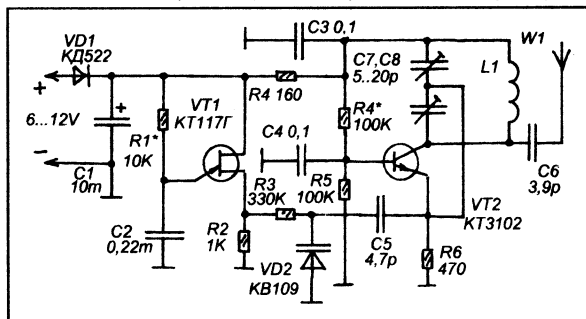 VD1
КД522
+
6...12V
+
−
C1
10m
R1*
10K
C2
0,22m
VT1
КТ117Г
R2
1K
R3
330K
VD2
КВ109
C3 0,1
R4 160
C4 0,1
R4*
100K
R5
100K
C5
4,7p
C7,C8
5..20p
L1
W1
C6
3,9p
VT2
КТ3102
R6
470